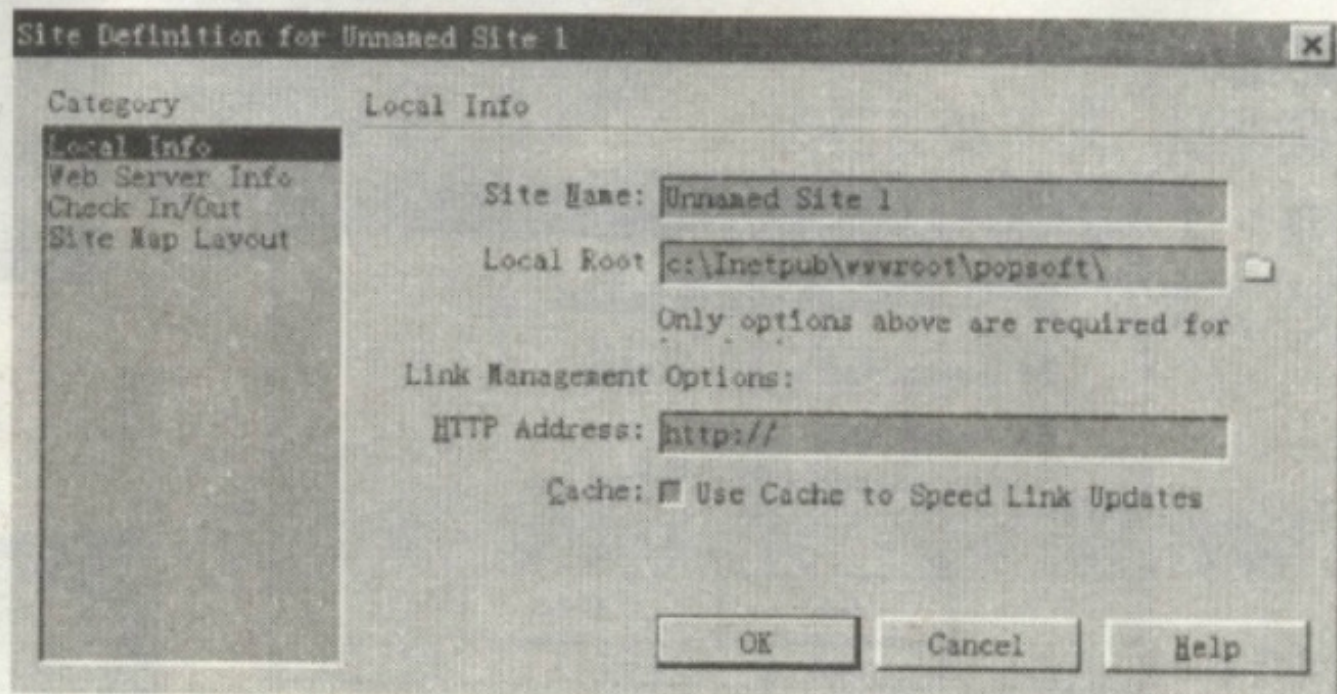 Site Definition for Unnamed Site 1
Category
Local Info
Web Server Info
Check In/Out
Site Map Layout
Local Info
Site Name: Unnamed Site 1
Local Root c:\Inetpub\wwwroot\popsoft\
Only options above are required for
Link Management Options:
HTTP Address: http://
Cache: Use Cache to Speed Link Updates
OK Cancel Help